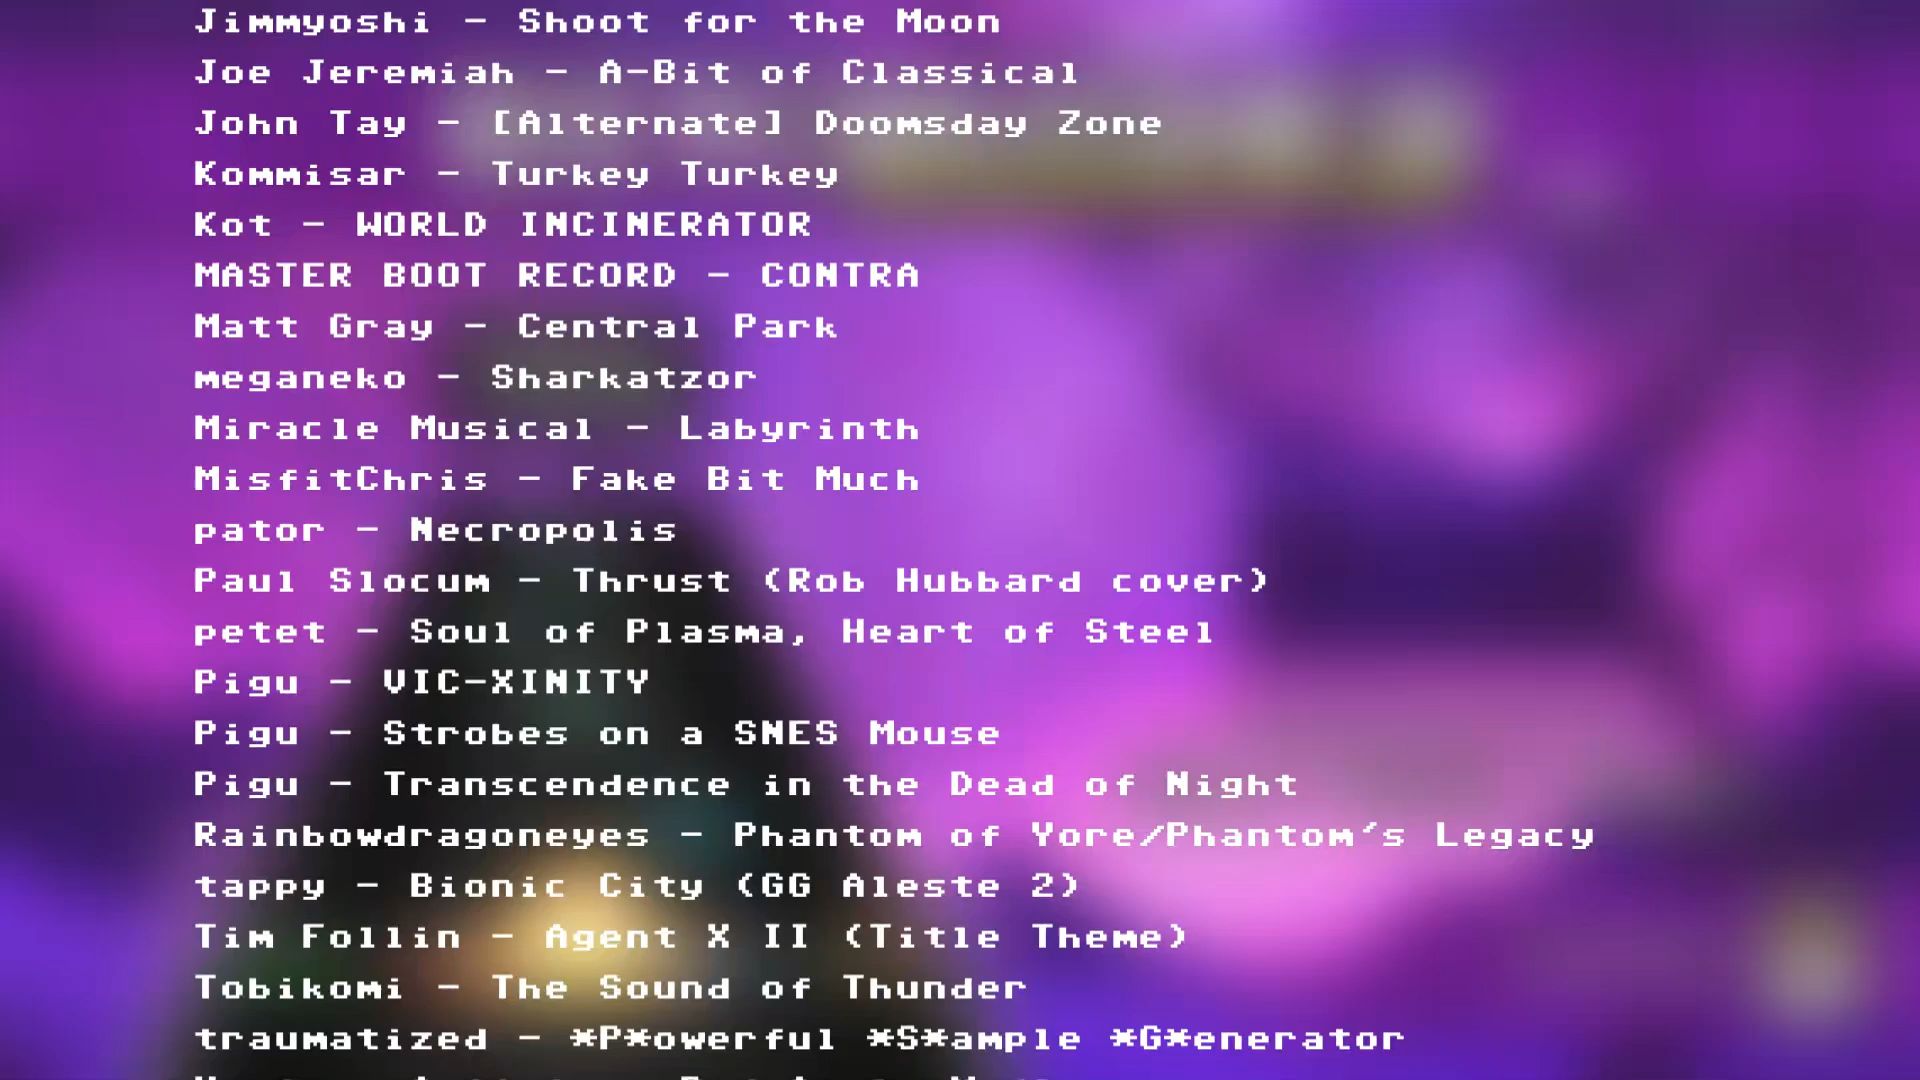 Jimmyoshi - Shoot for the Moon
Joe Jeremiah - A-Bit of Classical
John Tay - [Alternate] Doomsday Zone
Kommisar - Turkey Turkey
Kot - WORLD INCINERATOR
MASTER BOOT RECORD - CONTRA
Matt Gray - Central Park
meganeko - Sharkatzor
Miracle Musical - Labyrinth
MisfitChris - Fake Bit Much
pator - Necropolis
Paul Slocum - Thrust (Rob Hubbard cover)
petet - Soul of Plasma, Heart of Steel
Pigu - VIC-XINITY
Pigu - Strobes on a SNES Mouse
Pigu - Transcendence in the Dead of Night
Rainbowdragoneyes - Phantom of Yore/Phantom's Legacy
tappy - Bionic City (GG Aleste 2)
Tim Follin - Agent X II (Title Theme)
Tobikomi - The Sound of Thunder
traumatized - *P*owerful *S*ample *G*enerator